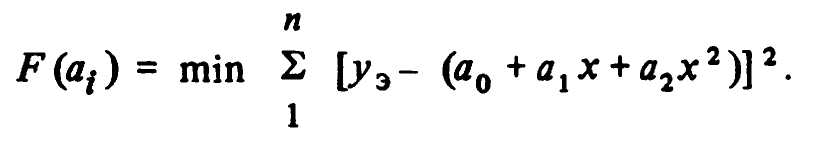 n
F(aᵢ) = min Σ [yэ – (a₀ + a₁x + a₂x²)]².
1